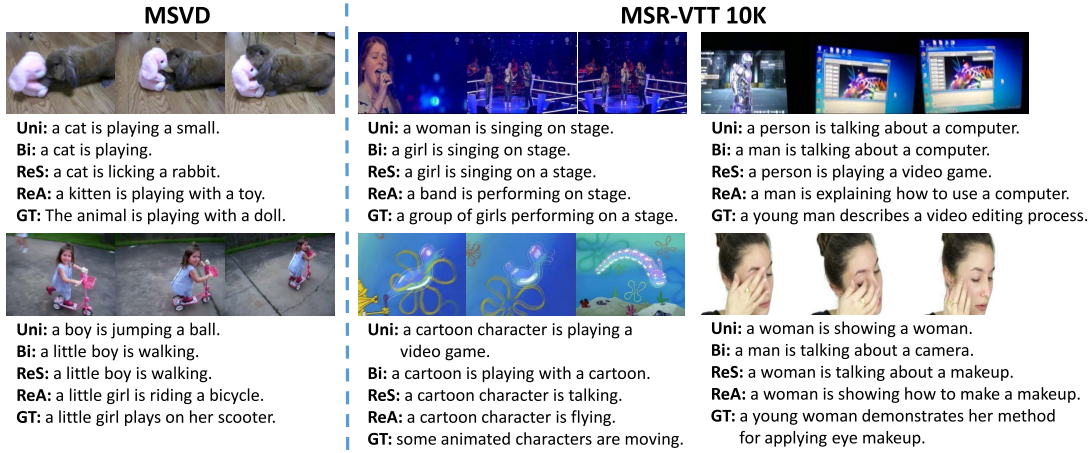 MSVD
MSR-VTT 10K
Uni: a cat is playing a small.
Bi: a cat is playing.
ReS: a cat is licking a rabbit.
ReA: a kitten is playing with a toy.
GT: The animal is playing with a doll.
Uni: a woman is singing on stage.
Bi: a girl is singing on stage.
ReS: a girl is singing on a stage.
ReA: a band is performing on stage.
GT: a group of girls performing on a stage.
Uni: a person is talking about a computer.
Bi: a man is talking about a computer.
ReS: a person is playing a video game.
ReA: a man is explaining how to use a computer.
GT: a young man describes a video editing process.
Uni: a boy is jumping a ball.
Bi: a little boy is walking.
ReS: a little boy is walking.
ReA: a little girl is riding a bicycle.
GT: a little girl plays on her scooter.
Uni: a cartoon character is playing a
video game.
Bi: a cartoon is playing with a cartoon.
ReS: a cartoon character is talking.
ReA: a cartoon character is flying.
GT: some animated characters are moving.
Uni: a woman is showing a woman.
Bi: a man is talking about a camera.
ReS: a woman is talking about a makeup.
ReA: a woman is showing how to make a makeup.
GT: a young woman demonstrates her method
for applying eye makeup.